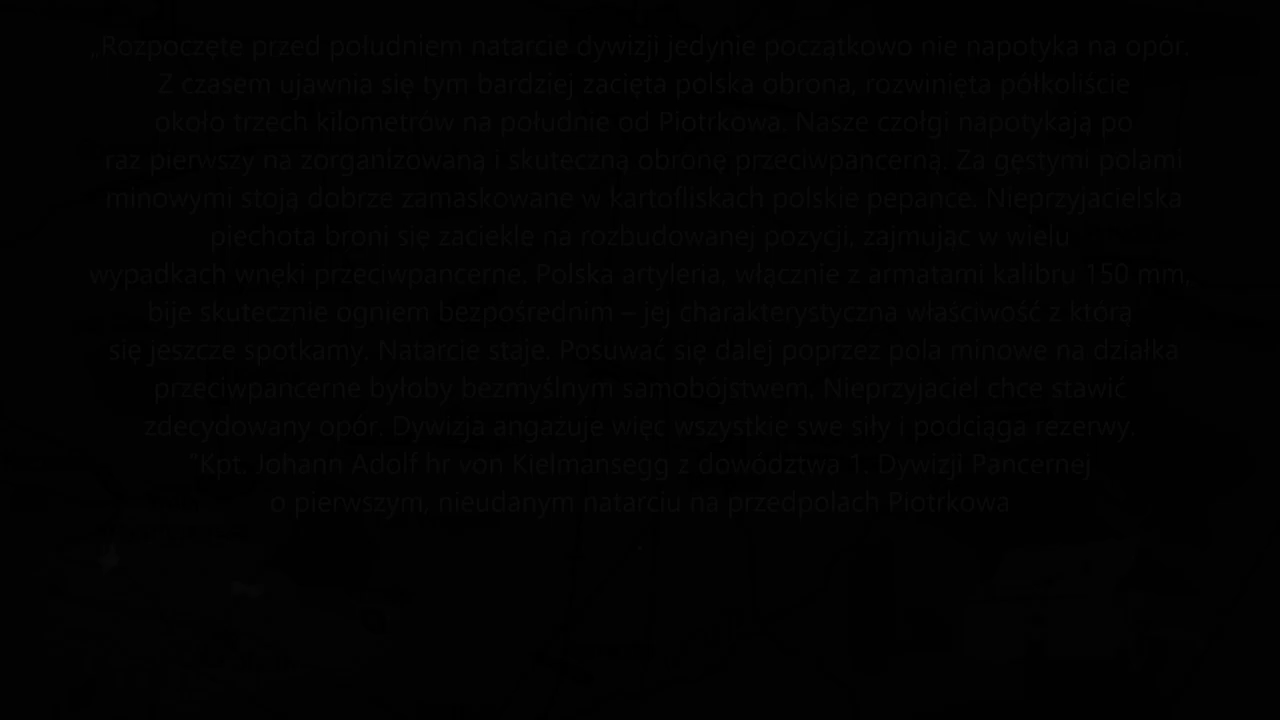 „Rozpoczęte przed południem natarcie dywizji jedynie początkowo nie napotyka na opór.
Z czasem ujawnia się tym bardziej zacięta polska obrona, rozwinięta półkoliście
około trzech kilometrów na południe od Piotrkowa. Nasze czołgi napotykają po
raz pierwszy na zorganizowaną i skuteczną obronę przeciwpancerną. Za gęstymi polami
minowymi stoją dobrze zamaskowane w kartofliskach polskie pepance. Nieprzyjacielska
piechota broni się zaciekle na rozbudowanej pozycji, zajmując w wielu
wypadkach wnęki przeciwpancerne. Polska artyleria, włącznie z armatami kalibru 150 mm,
bije skutecznie ogniem bezpośrednim – jej charakterystyczna właściwość z którą
się jeszcze spotkamy. Natarcie staje. Posuwać się dalej poprzez pola minowe na działka
przeciwpancerne byłoby bezmyślnym samobójstwem. Nieprzyjaciel chce stawić
zdecydowany opór. Dywizja angażuje więc wszystkie swe siły i podciąga rezerwy.
"Kpt. Johann Adolf hr von Kielmansegg z dowództwa 1. Dywizji Pancernej
o pierwszym, nieudanym natarciu na przedpolach Piotrkowa